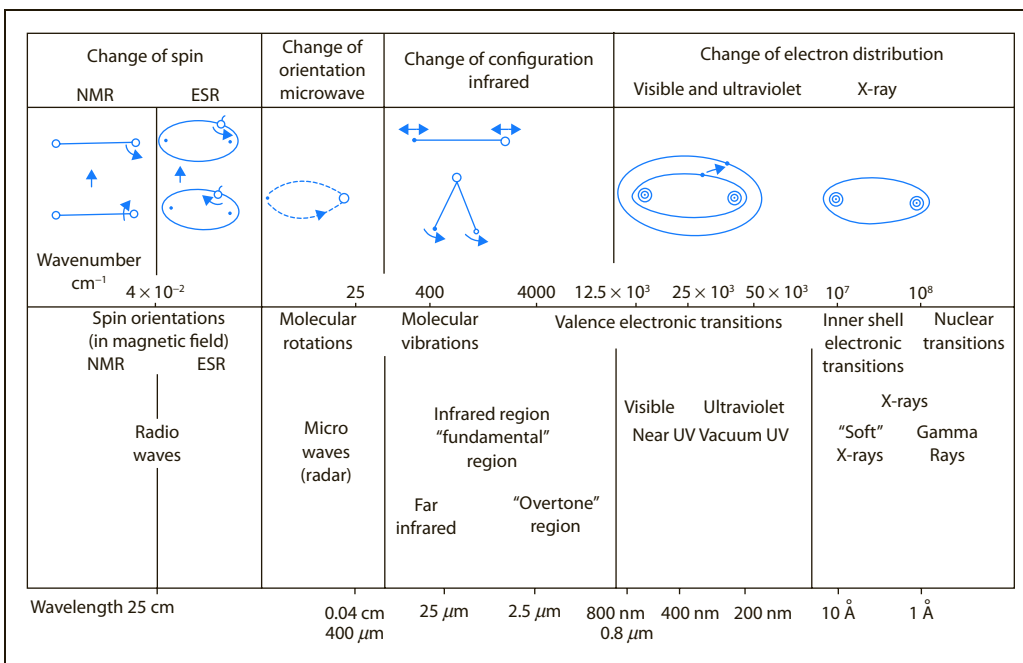 Change of spin
NMR ESR
Change of
orientation
microwave
Change of configuration
infrared
Change of electron distribution
Visible and ultraviolet X-ray
Wavenumber
cm⁻¹
4 × 10⁻² 25 400 4000 12.5 × 10³ 25 × 10³ 50 × 10³ 10⁷ 10⁸
Spin orientations
(in magnetic field)
NMR ESR
Molecular
rotations
Molecular
vibrations
Valence electronic transitions
Inner shell
electronic
transitions
Nuclear
transitions
Radio
waves
Micro
waves
(radar)
Infrared region
"fundamental"
region
Far
infrared
"Overtone"
region
Visible Ultraviolet
Near UV Vacuum UV
X-rays
"Soft"
X-rays
Gamma
Rays
Wavelength 25 cm
0.04 cm
400 µm
25 µm
2.5 µm
800 nm
0.8 µm
400 nm
200 nm
10 Å
1 Å